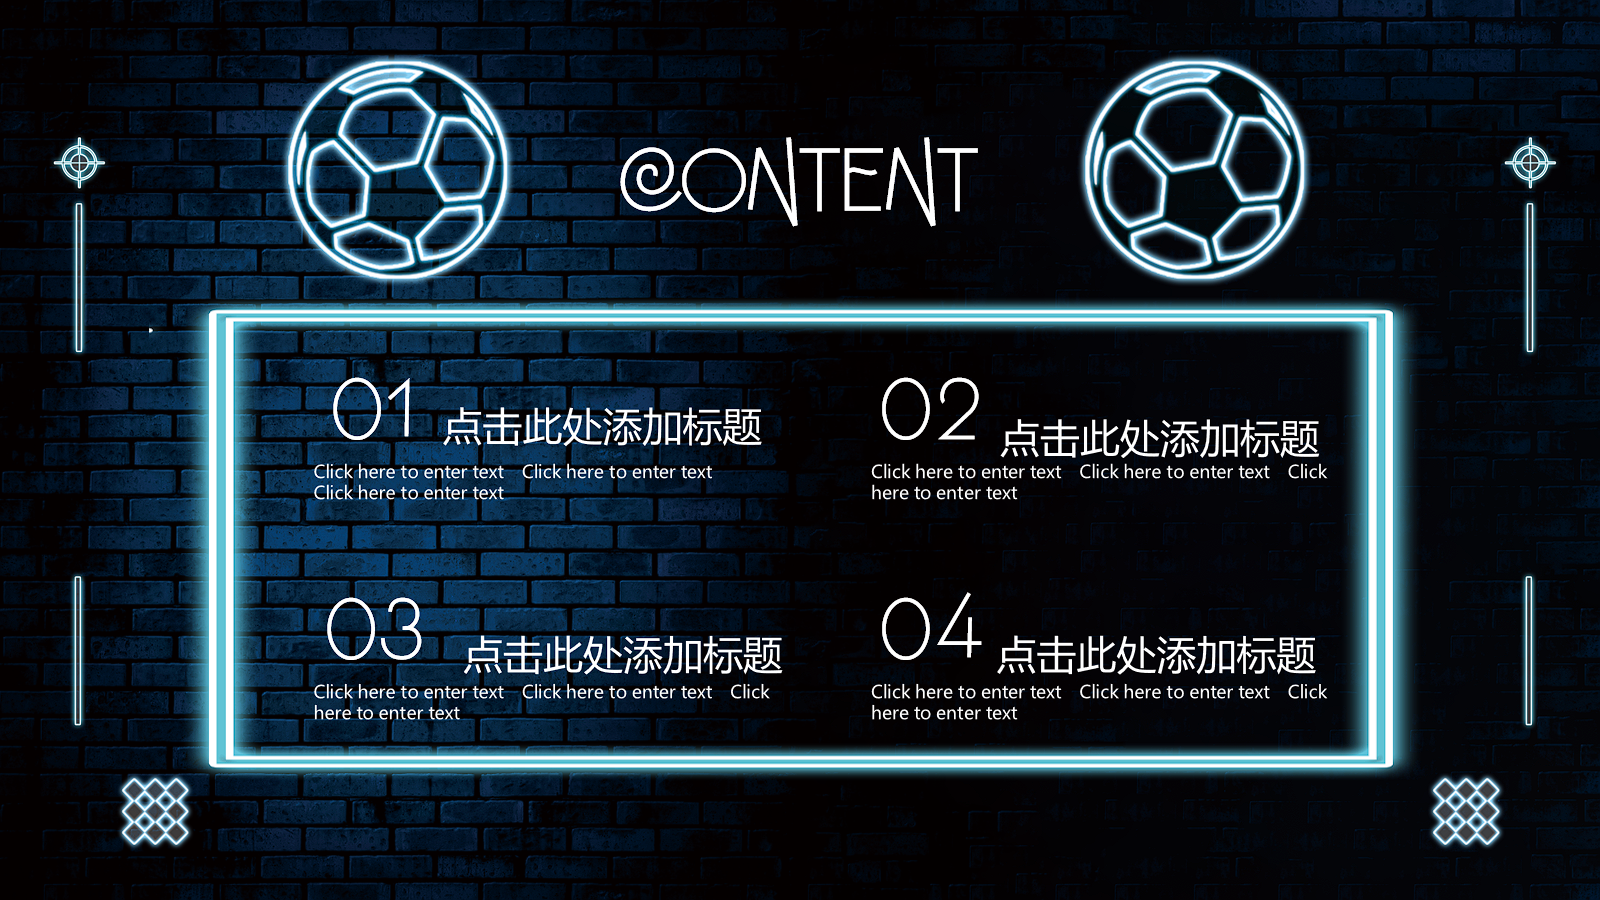 CONTENT
01 点击此处添加标题
Click here to enter text Click here to enter text
Click here to enter text
02 点击此处添加标题
Click here to enter text Click here to enter text Click
here to enter text
03 点击此处添加标题
Click here to enter text Click here to enter text Click
here to enter text
04 点击此处添加标题
Click here to enter text Click here to enter text Click
here to enter text